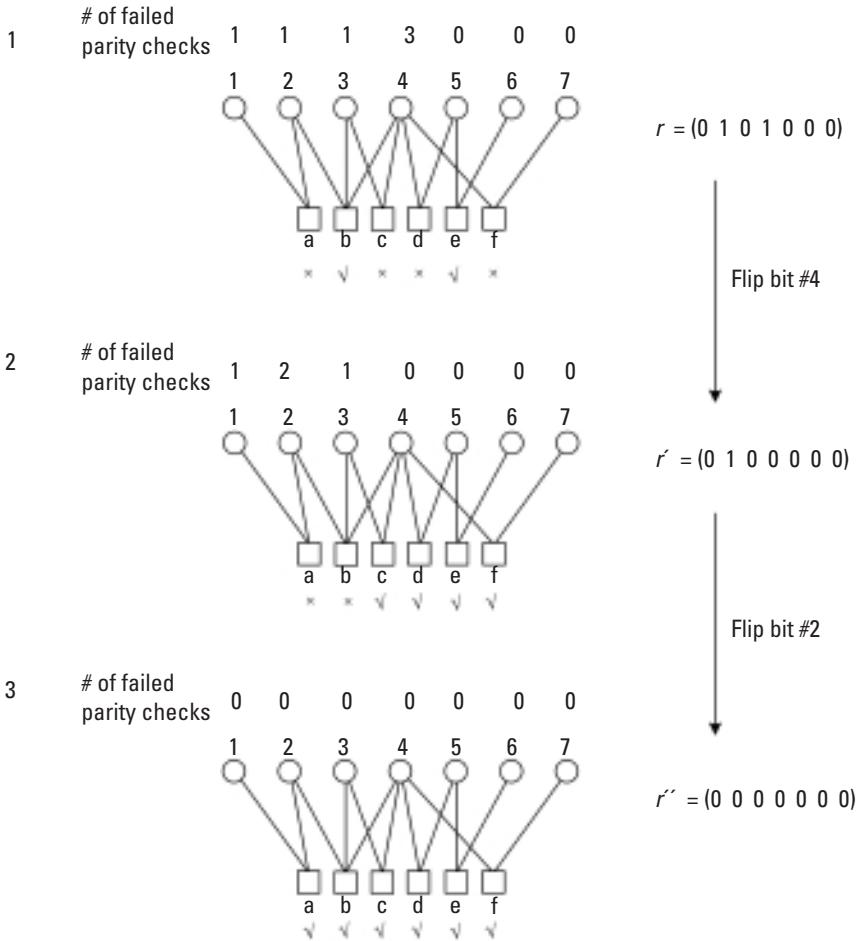 1
# of failed
parity checks 1 1 1 3 0 0 0
1 2 3 4 5 6 7
r = (0 1 0 1 0 0 0)
a b c d e f
× √ × × √ ×
Flip bit #4
2
# of failed
parity checks 1 2 1 0 0 0 0
1 2 3 4 5 6 7
r′ = (0 1 0 0 0 0 0)
a b c d e f
× × √ √ √ √
Flip bit #2
3
# of failed
parity checks 0 0 0 0 0 0 0
1 2 3 4 5 6 7
r′′ = (0 0 0 0 0 0 0)
a b c d e f
√ √ √ √ √ √